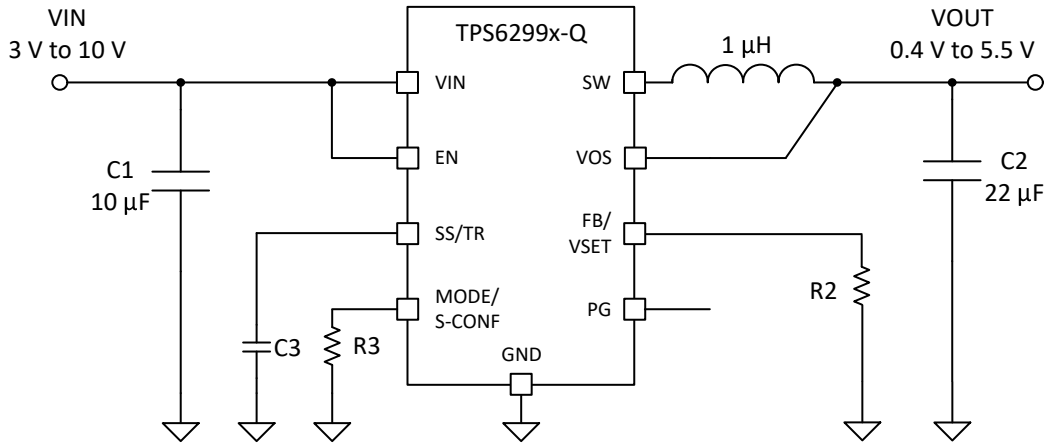 VIN
3 V to 10 V
TPS6299x-Q
1 µH
VOUT
0.4 V to 5.5 V
VIN
SW
EN
VOS
C1
10 µF
C2
22 µF
SS/TR
FB/
VSET
R2
MODE/
S-CONF
PG
C3
R3
GND